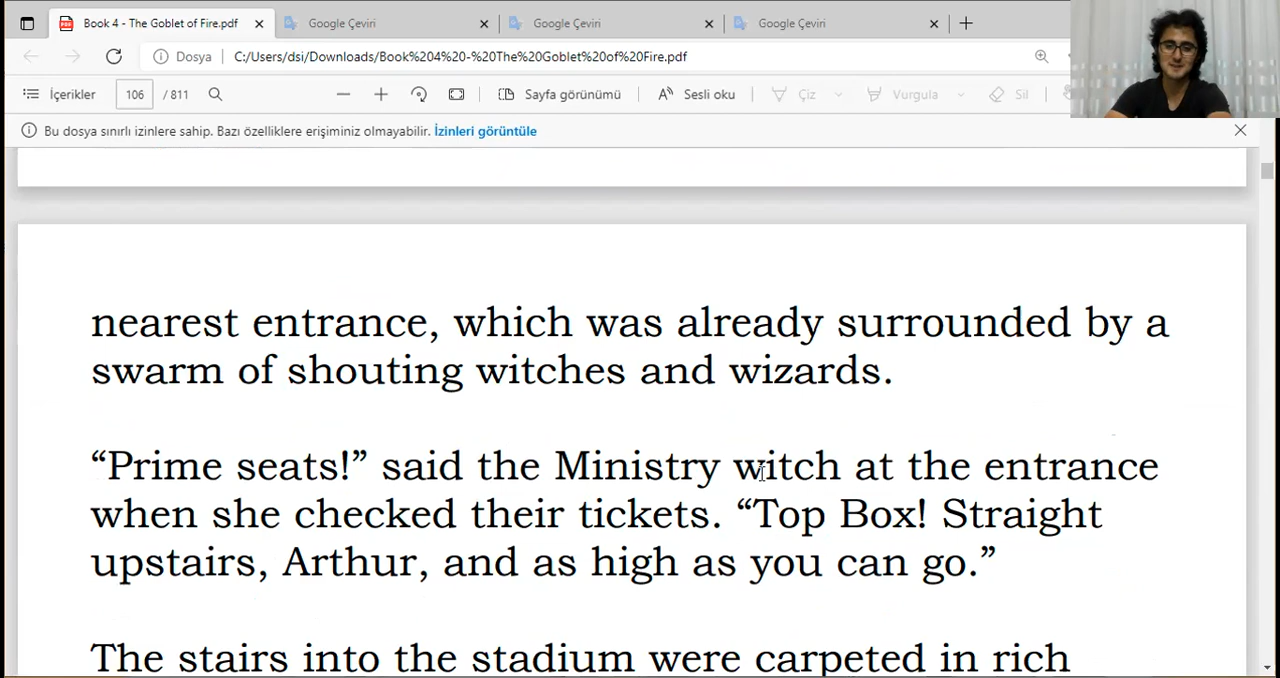 Book 4 - The Goblet of Fire.pdf
Google Çeviri
Google Çeviri
Google Çeviri
Dosya
C:/Users/dsi/Downloads/Book%204%20-%20The%20Goblet%20of%20Fire.pdf
İçerikler
106 / 811
Sayfa görünümü
Sesli oku
Çiz
Vurgula
Sil
Bu dosya sınırlı izinlere sahip. Bazı özelliklere erişiminiz olmayabilir. İzinleri görüntüle
nearest entrance, which was already surrounded by a
swarm of shouting witches and wizards.
“Prime seats!” said the Ministry witch at the entrance
when she checked their tickets. “Top Box! Straight
upstairs, Arthur, and as high as you can go.”
The stairs into the stadium were carpeted in rich